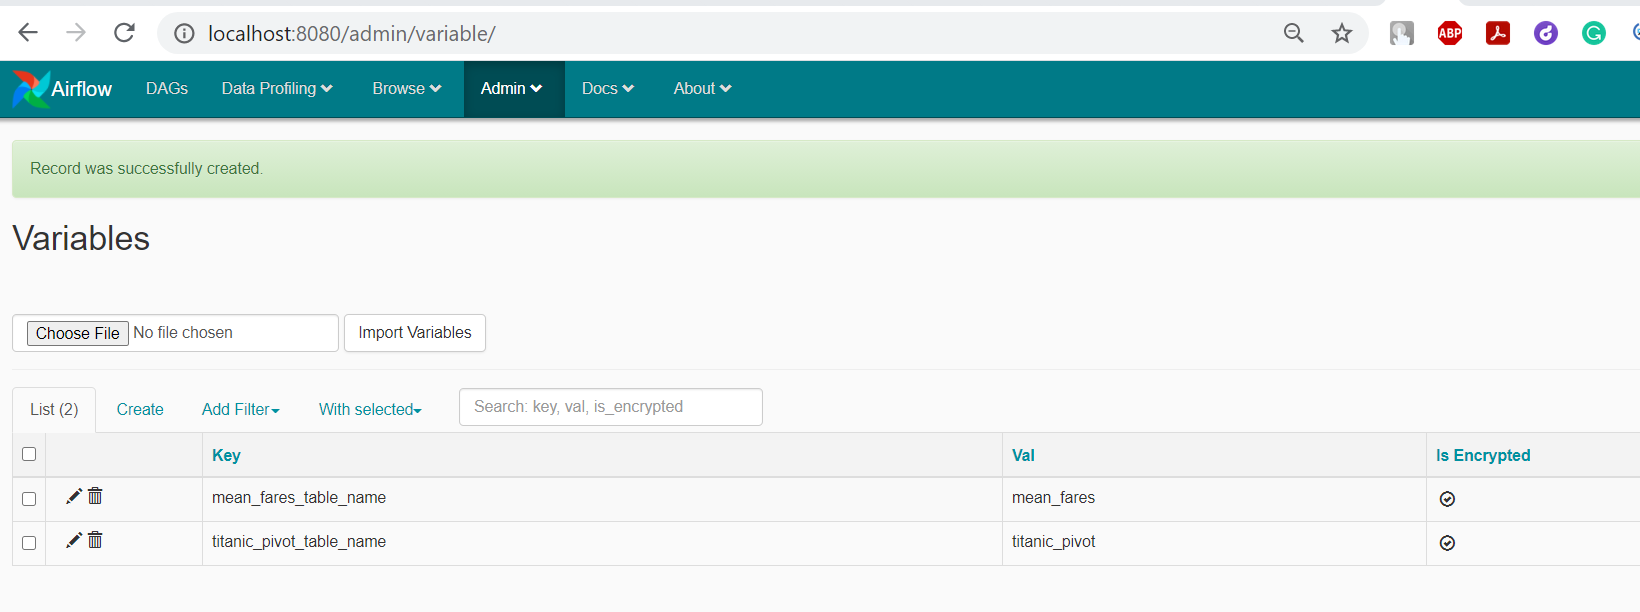 localhost:8080/admin/variable/
ABP
Airflow DAGs Data Profiling Browse Admin Docs About
Record was successfully created.
Variables
Choose File No file chosen Import Variables
List (2) Create Add Filter With selected Search: key, val, is_encrypted
Key Val Is Encrypted
mean_fares_table_name mean_fares
titanic_pivot_table_name titanic_pivot